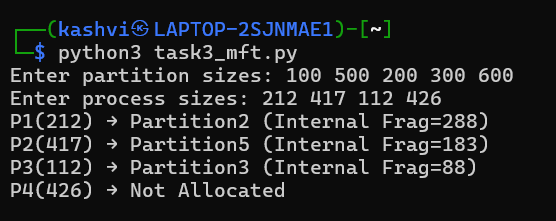 ┌──(kashvi㉿LAPTOP-2SJNMAE1)-[~]
└─$ python3 task3_mft.py
Enter partition sizes: 100 500 200 300 600
Enter process sizes: 212 417 112 426
P1(212) → Partition2 (Internal Frag=288)
P2(417) → Partition5 (Internal Frag=183)
P3(112) → Partition3 (Internal Frag=88)
P4(426) → Not Allocated